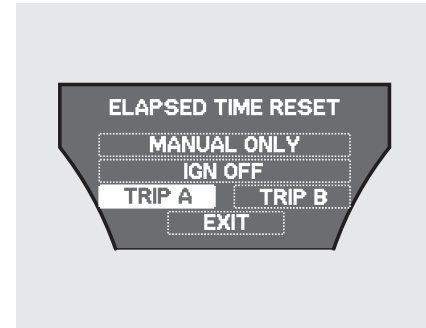 ELAPSED TIME RESET
MANUAL ONLY
IGN OFF
TRIP A TRIP B
EXIT